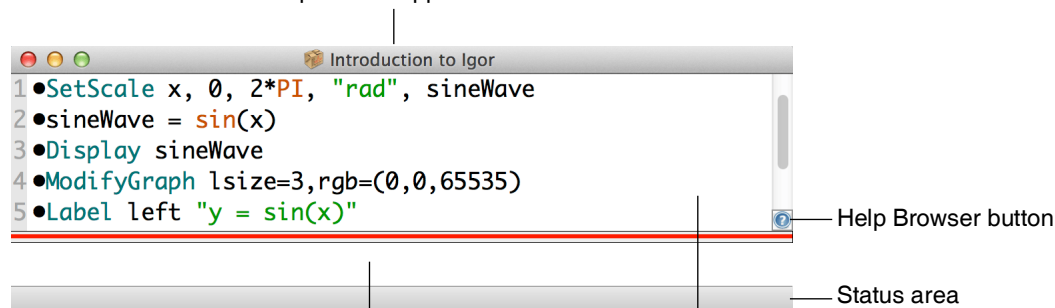 Introduction to Igor
1 •SetScale x, 0, 2*PI, "rad", sineWave
2 •sineWave = sin(x)
3 •Display sineWave
4 •ModifyGraph lsize=3,rgb=(0,0,65535)
5 •Label left "y = sin(x)"
Help Browser button
Status area